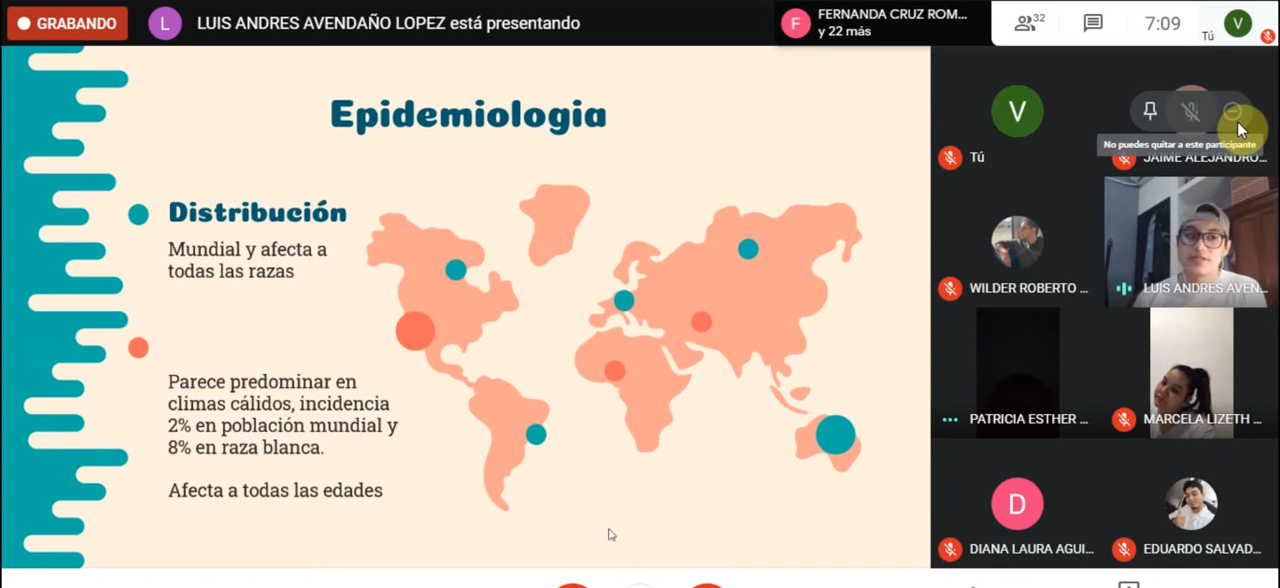 GRABANDO
L
LUIS ANDRES AVENDAÑO LOPEZ está presentando
F
FERNANDA CRUZ ROM...
y 22 más
32
7:09
Tú
V
Epidemiologia
Distribución
Mundial y afecta a
todas las razas
Parece predominar en
climas cálidos, incidencia
2% en población mundial y
8% en raza blanca.
Afecta a todas las edades
V
Tú
No puedes quitar a este participante
JAIME ALEJANDRO...
WILDER ROBERTO ...
LUIS ANDRES AVEN...
PATRICIA ESTHER ...
MARCELA LIZETH ...
D
DIANA LAURA AGUI...
EDUARDO SALVAD...